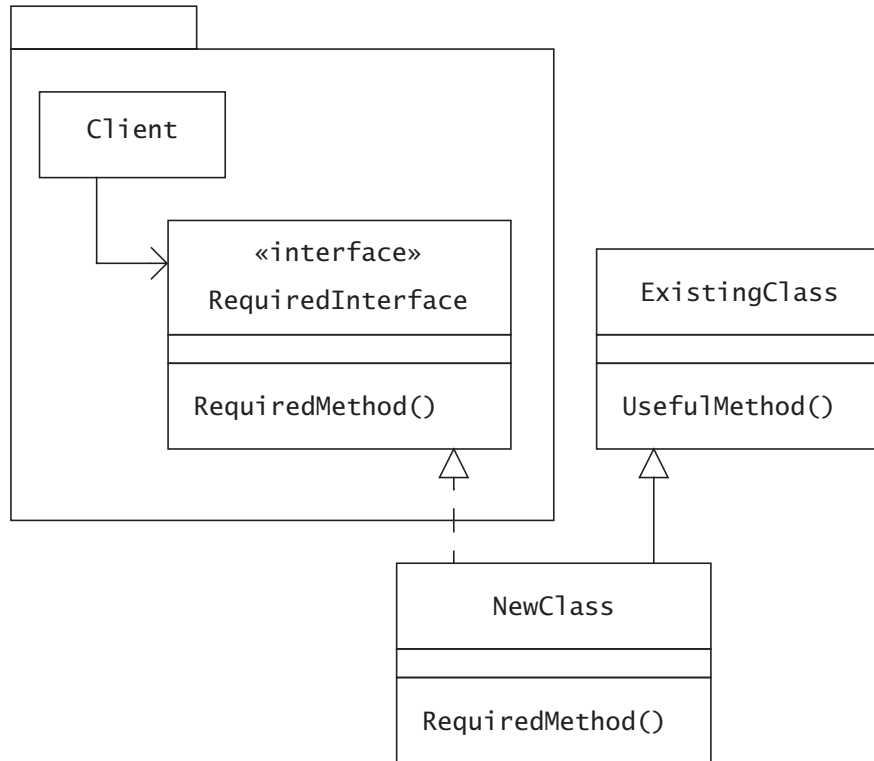 Client
«interface»
RequiredInterface
RequiredMethod()
ExistingClass
UsefulMethod()
NewClass
RequiredMethod()